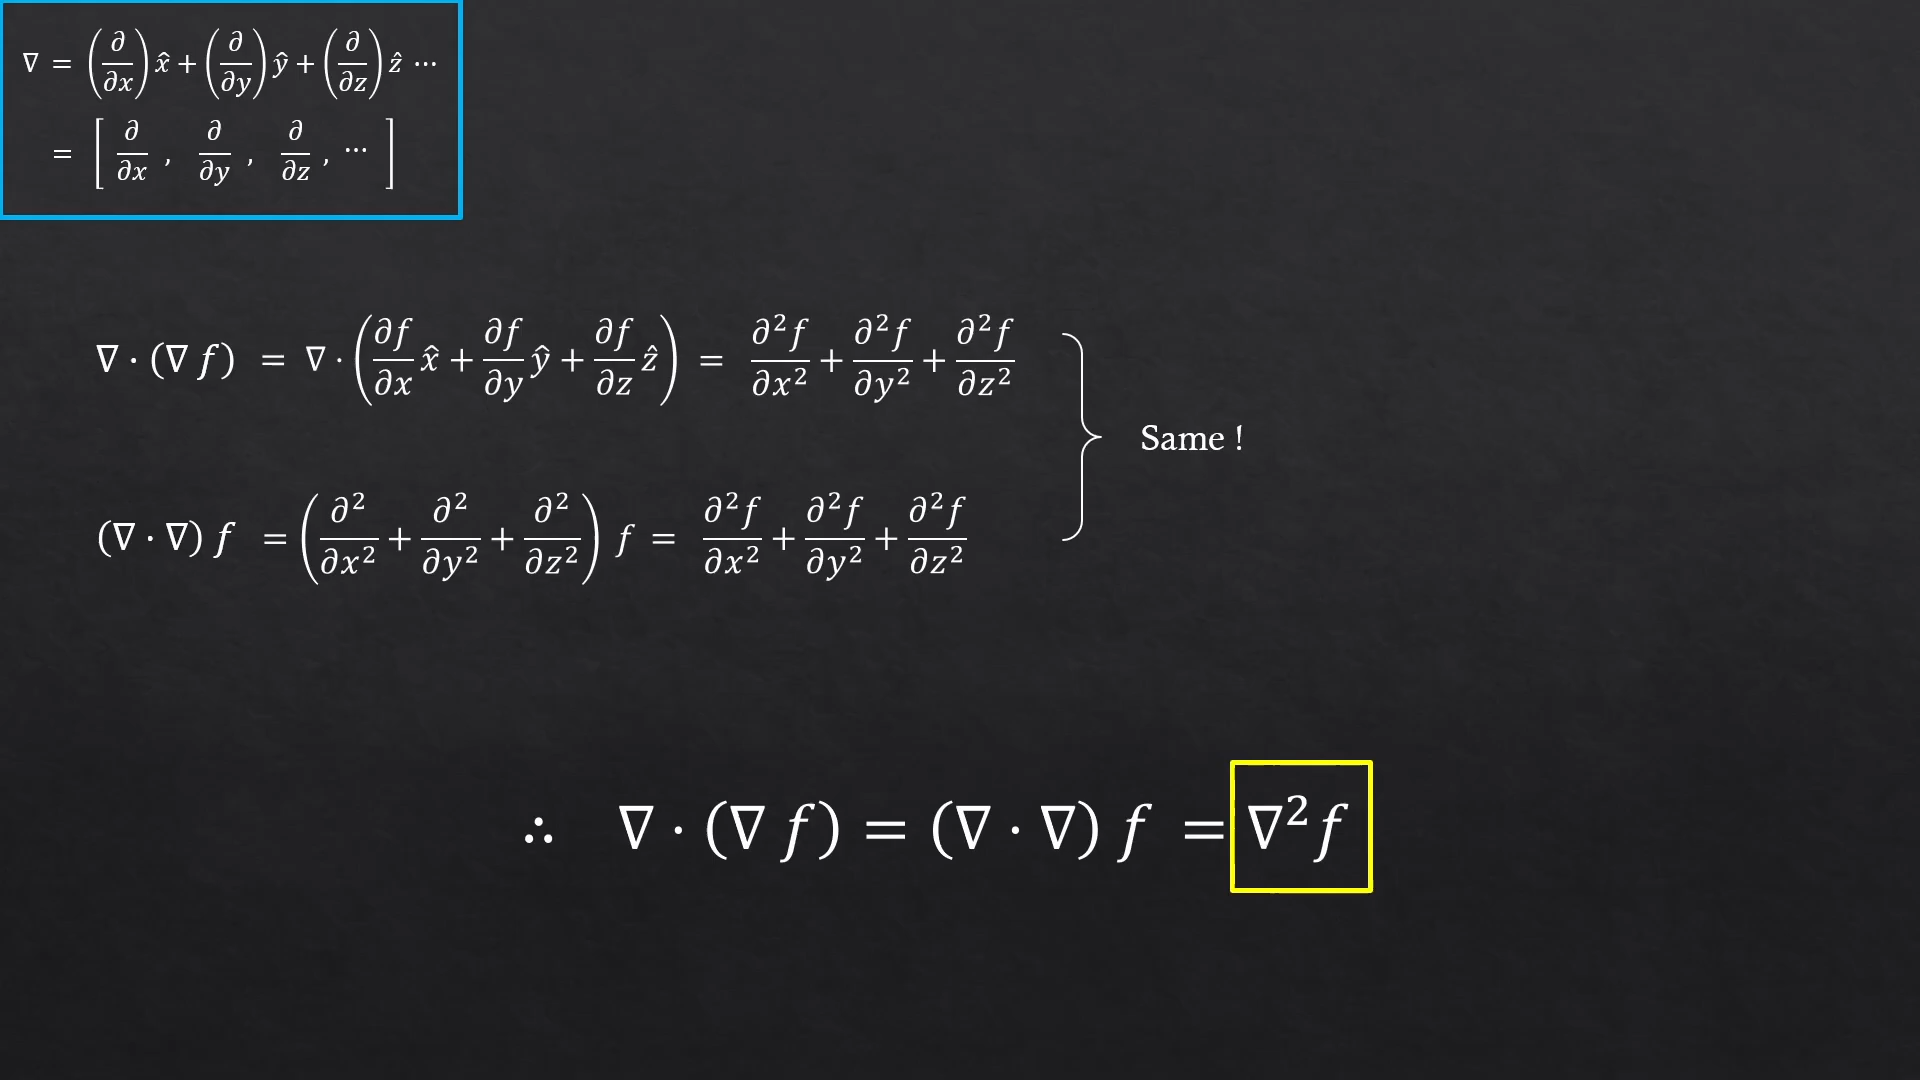 ∇ = (∂/∂x) x̂ + (∂/∂y) ŷ + (∂/∂z) ẑ ⋯
= [ ∂/∂x , ∂/∂y , ∂/∂z , ⋯ ]
∇ · (∇ f) = ∇ · (∂f/∂x x̂ + ∂f/∂y ŷ + ∂f/∂z ẑ) = ∂²f/∂x² + ∂²f/∂y² + ∂²f/∂z²
Same !
(∇ · ∇) f = (∂²/∂x² + ∂²/∂y² + ∂²/∂z²) f = ∂²f/∂x² + ∂²f/∂y² + ∂²f/∂z²
∴ ∇ · (∇ f) = (∇ · ∇) f = ∇²f